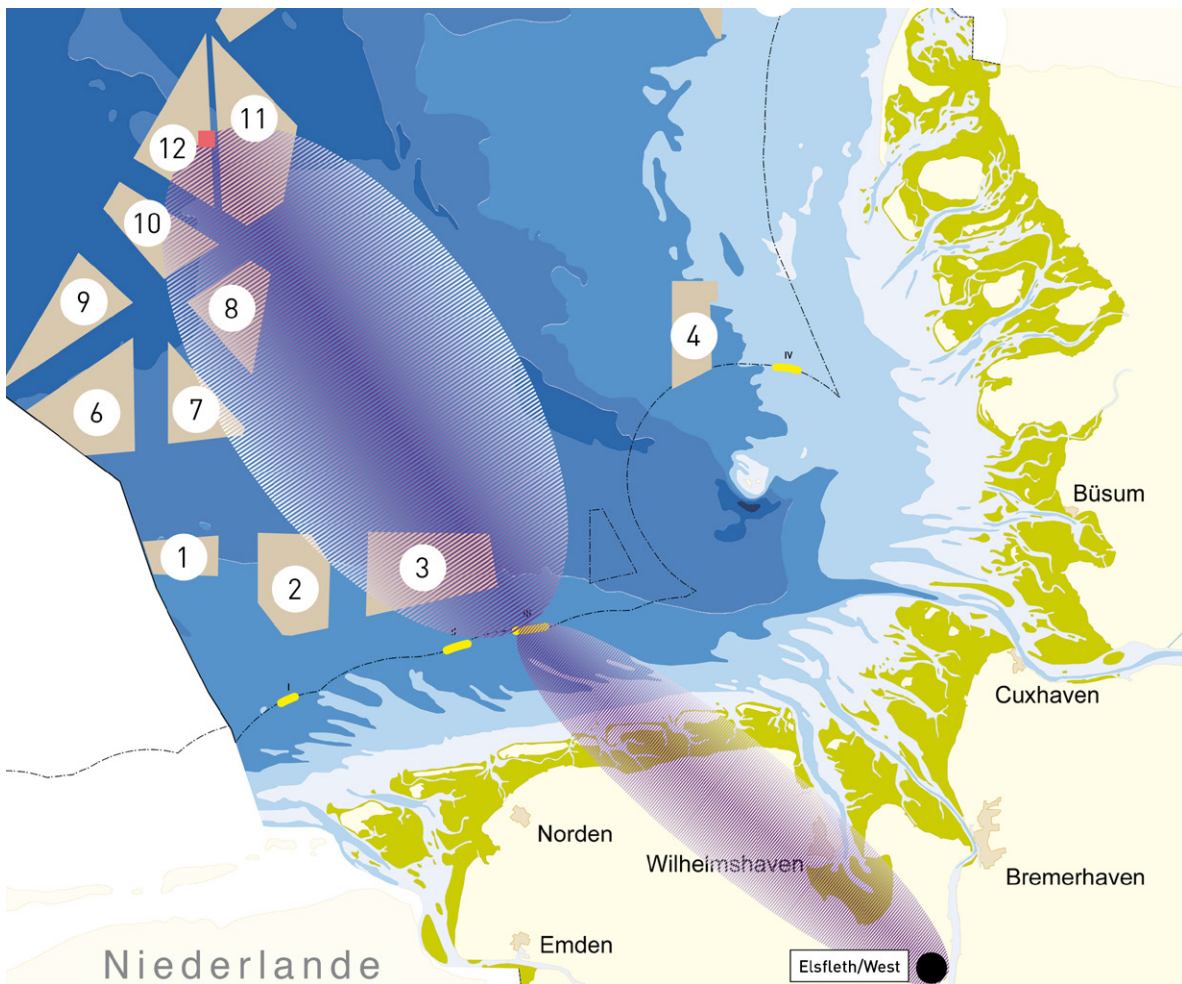 11
12
10
9
8
4
IV
6
7
Büsum
1
2
3
I
Cuxhaven
Norden
Wilhelmshaven
Bremerhaven
Emden
Elsfleth/West
Niederlande